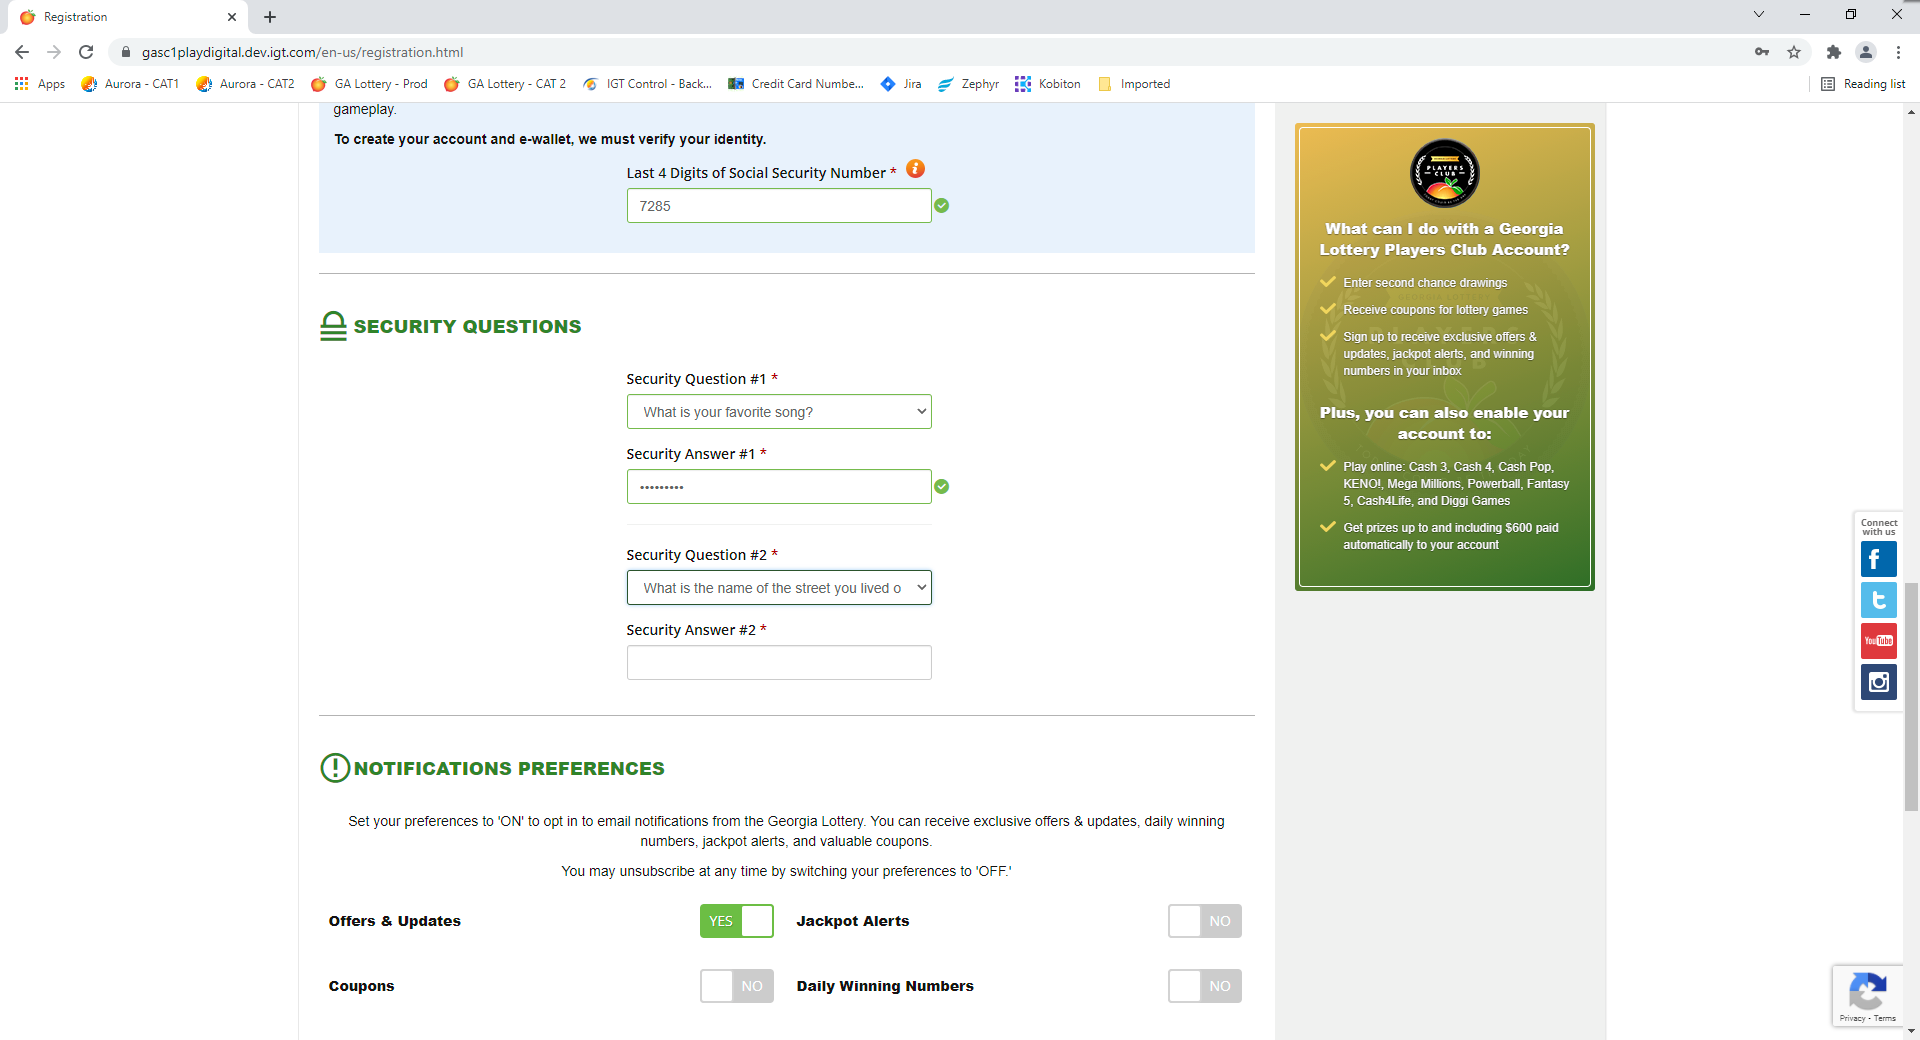 Registration
gasc1playdigital.dev.igt.com/en-us/registration.html
Apps
Aurora - CAT1
Aurora - CAT2
GA Lottery - Prod
GA Lottery - CAT 2
IGT Control - Back...
Credit Card Numbe...
Jira
Zephyr
Kobiton
Imported
Reading list
gameplay.
To create your account and e-wallet, we must verify your identity.
Last 4 Digits of Social Security Number *
7285
SECURITY QUESTIONS
Security Question #1 *
What is your favorite song?
Security Answer #1 *
•••••••••
Security Question #2 *
What is the name of the street you lived o
Security Answer #2 *
NOTIFICATIONS PREFERENCES
Set your preferences to 'ON' to opt in to email notifications from the Georgia Lottery. You can receive exclusive offers & updates, daily winning
numbers, jackpot alerts, and valuable coupons.
You may unsubscribe at any time by switching your preferences to 'OFF.'
Offers & Updates
YES
Jackpot Alerts
NO
Coupons
NO
Daily Winning Numbers
NO
PLAYERS
CLUB
What can I do with a Georgia
Lottery Players Club Account?
Enter second chance drawings
Receive coupons for lottery games
Sign up to receive exclusive offers &
updates, jackpot alerts, and winning
numbers in your inbox
Plus, you can also enable your
account to:
Play online: Cash 3, Cash 4, Cash Pop,
KENO!, Mega Millions, Powerball, Fantasy
5, Cash4Life, and Diggi Games
Get prizes up to and including $600 paid
automatically to your account
Connect
with us
You Tube
Privacy - Terms